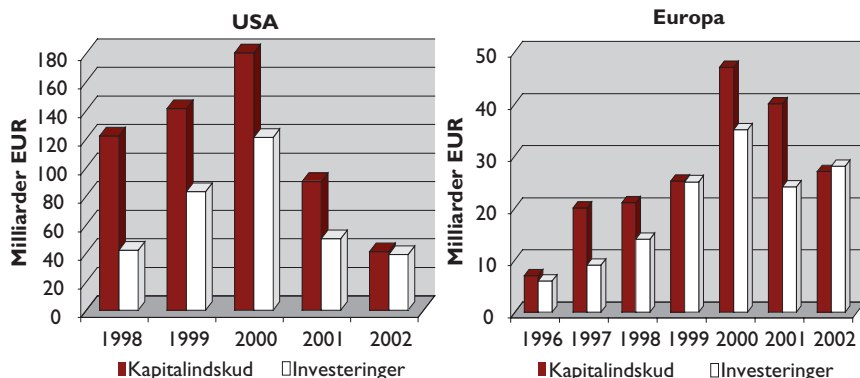 USA
Milliarder EUR
180
160
140
120
100
80
60
40
20
0
1998 1999 2000 2001 2002
Kapitalindskud Investeringer
Europa
Milliarder EUR
50
40
30
20
10
0
1996 1997 1998 1999 2000 2001 2002
Kapitalindskud Investeringer